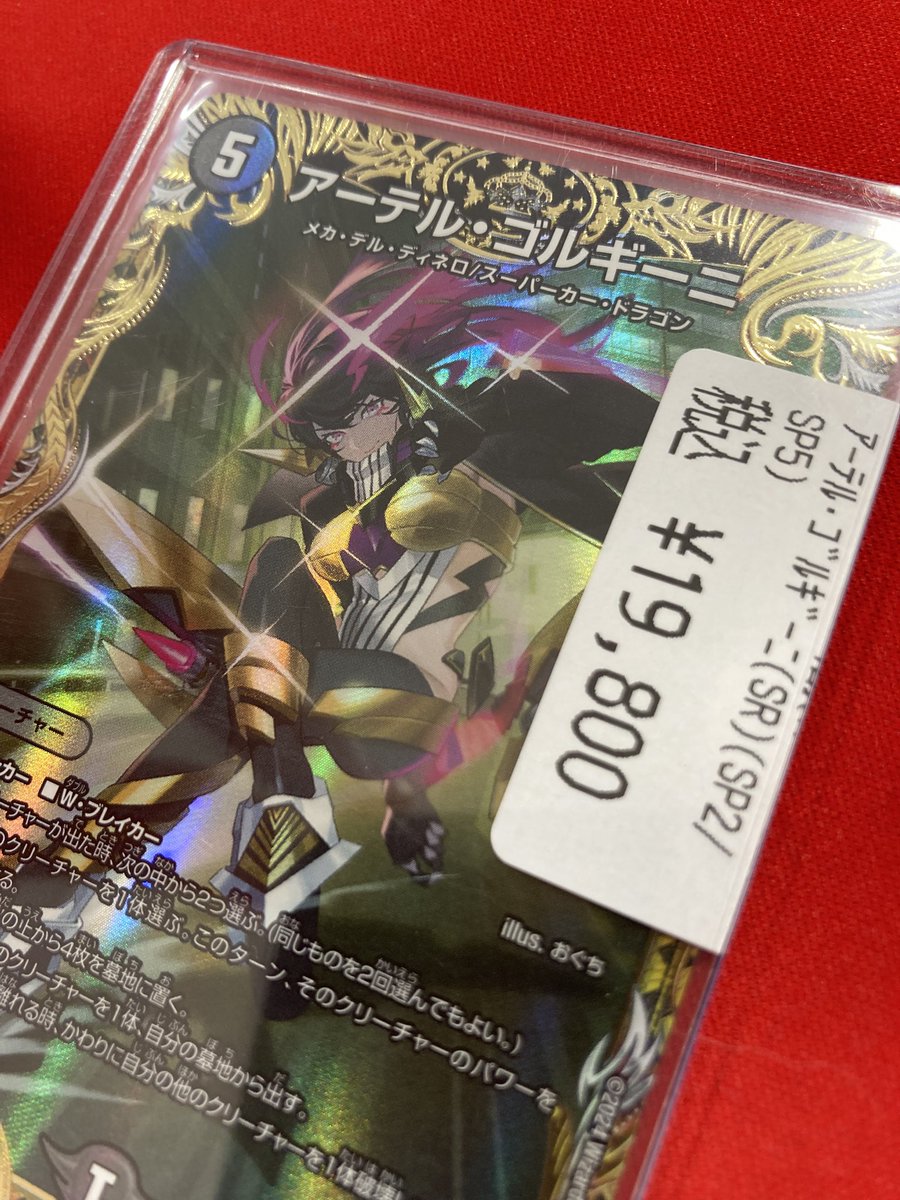 5
アーテル・ゴルギーニ
メカ・デル・ディネロ/スーパーカー・ドラゴン
アーテル・ゴルギーニ(SR)(SP2/
SP5)
税込 ¥19,800
ーチャー
カー ■W・ブレイカー
ーチャーが出た時、次の中から2つ選ぶ。(同じものを2回選んでもよい。)
のクリーチャーを1体選ぶ。このターン、そのクリーチャーのパワーを
る。
の上から4枚を墓地に置く。
のクリーチャーを1体、自分の墓地から出す。
離れる時、かわりに自分の他のクリーチャーを1体破壊
illus. おぐち
©2021 Wizard